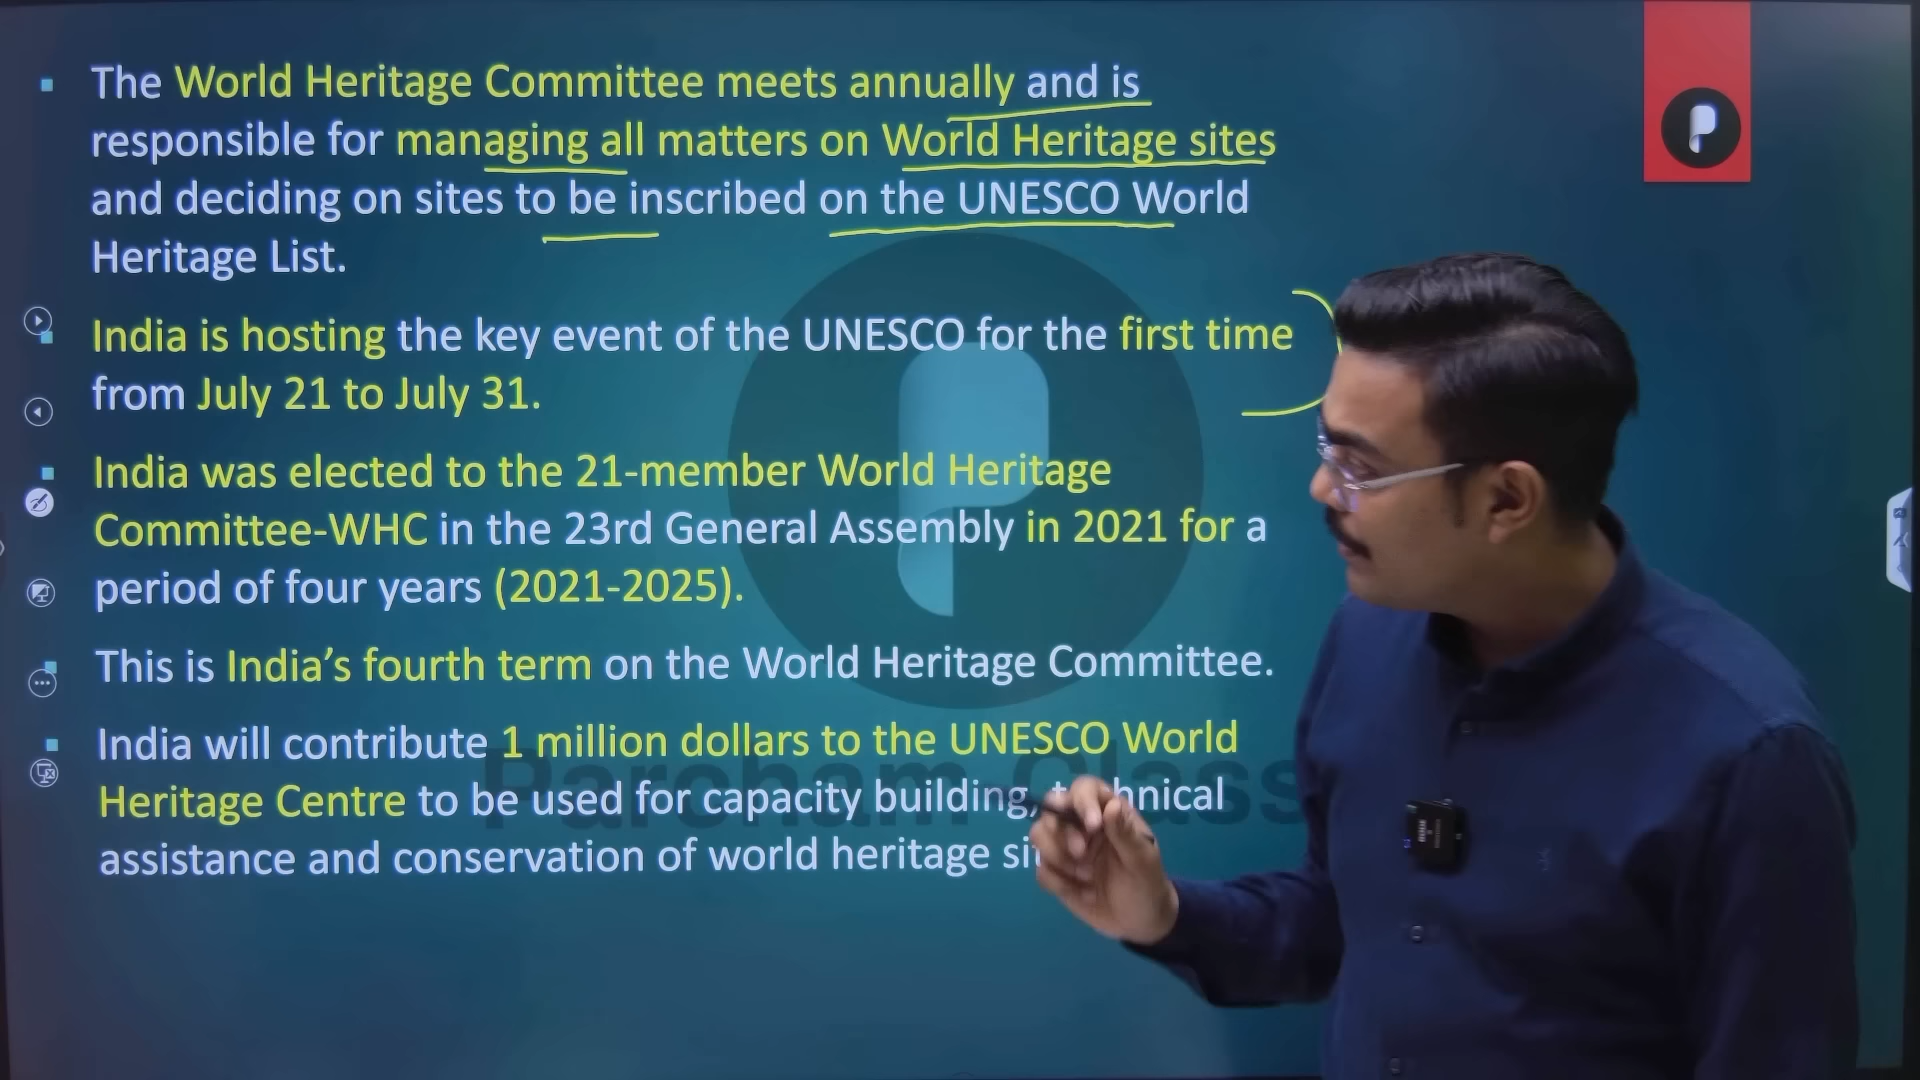 The World Heritage Committee meets annually and is
responsible for managing all matters on World Heritage sites
and deciding on sites to be inscribed on the UNESCO World
Heritage List.
India is hosting the key event of the UNESCO for the first time
from July 21 to July 31.
India was elected to the 21-member World Heritage
Committee-WHC in the 23rd General Assembly in 2021 for a
period of four years (2021-2025).
This is India's fourth term on the World Heritage Committee.
India will contribute 1 million dollars to the UNESCO World
Heritage Centre to be used for capacity building,
assistance and conservation of world heritage
Parcham